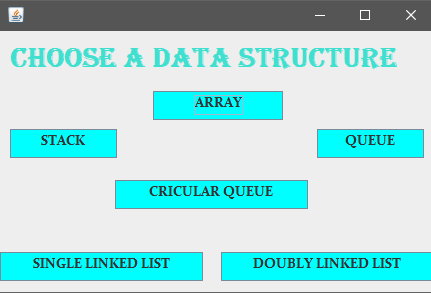 CHOOSE A DATA STRUCTURE
ARRAY
STACK
QUEUE
CRICULAR QUEUE
SINGLE LINKED LIST
DOUBLY LINKED LIST